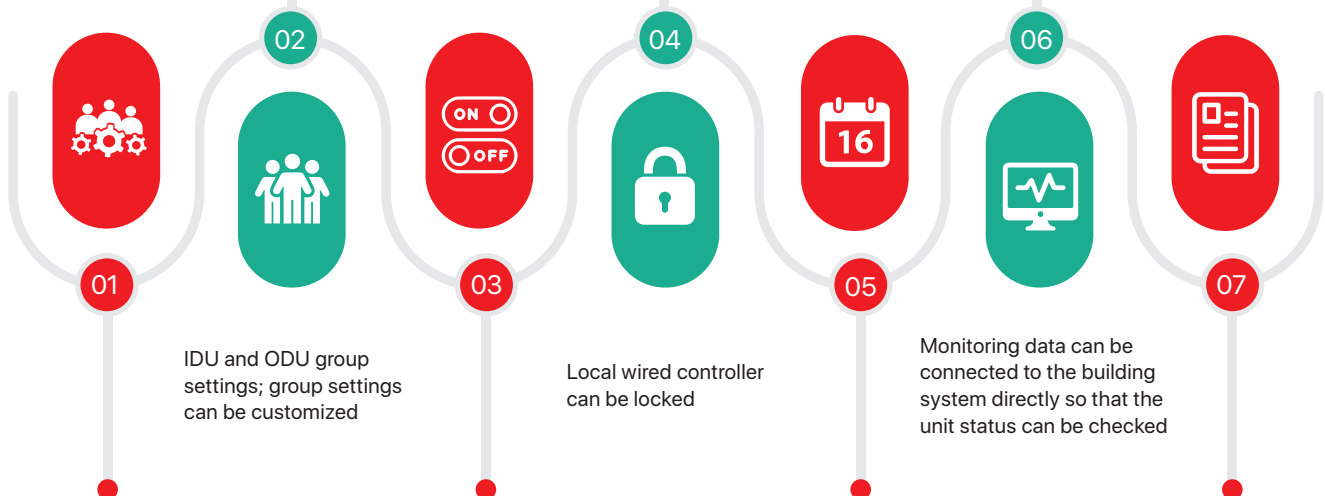 02
04
06
ON
OFF
16
01
03
05
07
IDU and ODU group
settings; group settings
can be customized
Local wired controller
can be locked
Monitoring data can be
connected to the building
system directly so that the
unit status can be checked